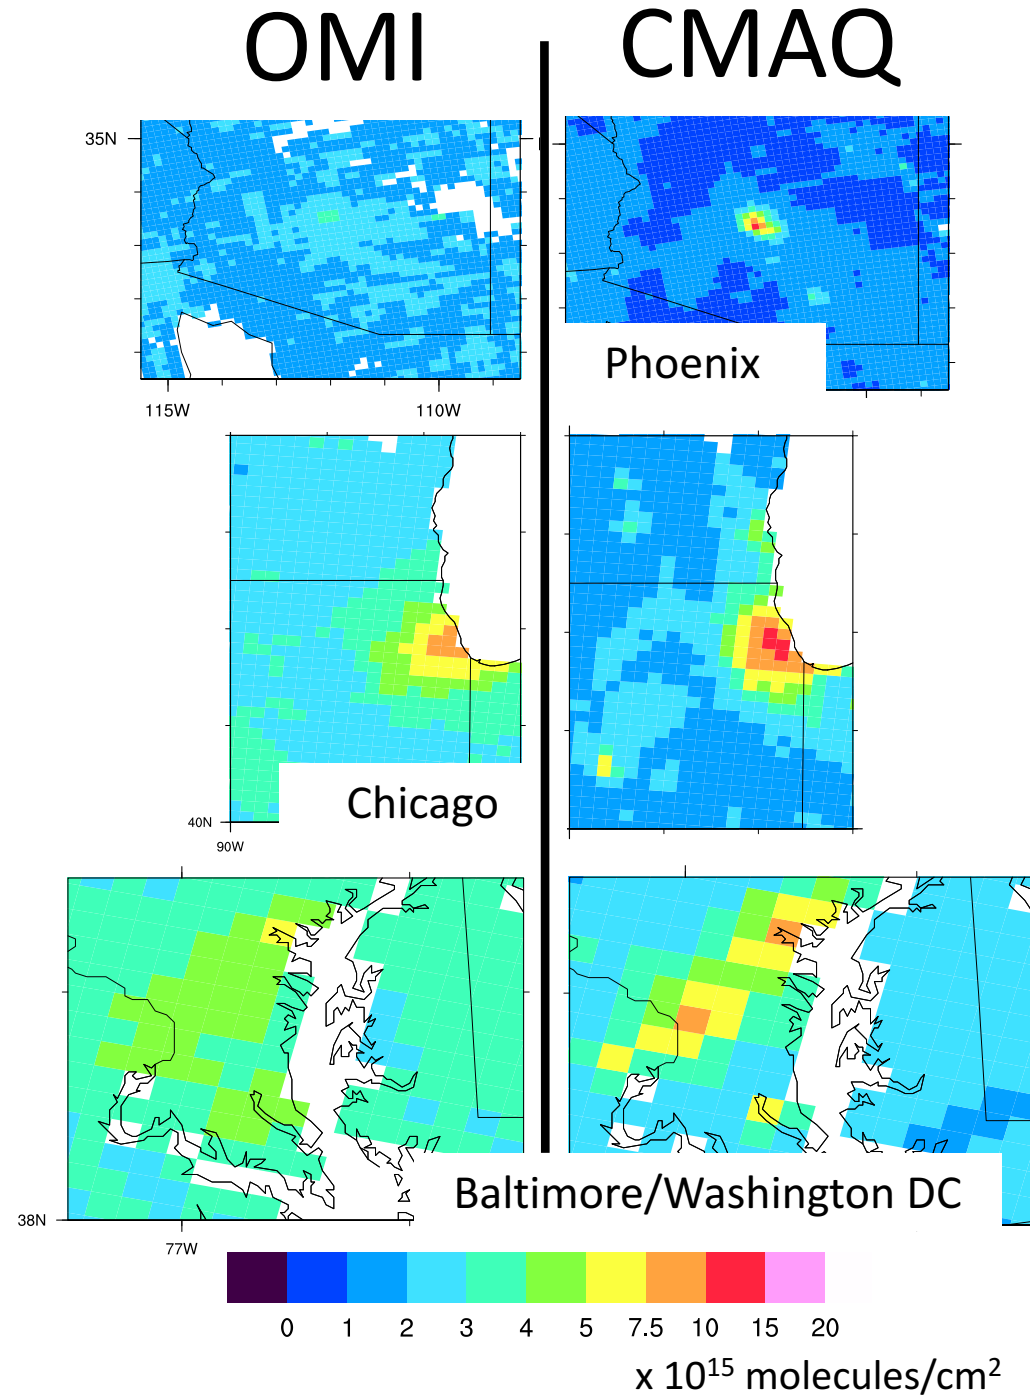 OMI CMAQ
35N
115W 110W
Phoenix
Chicago
40N
90W
Baltimore/Washington DC
38N
77W
0 1 2 3 4 5 7.5 10 15 20
x 10¹⁵ molecules/cm²